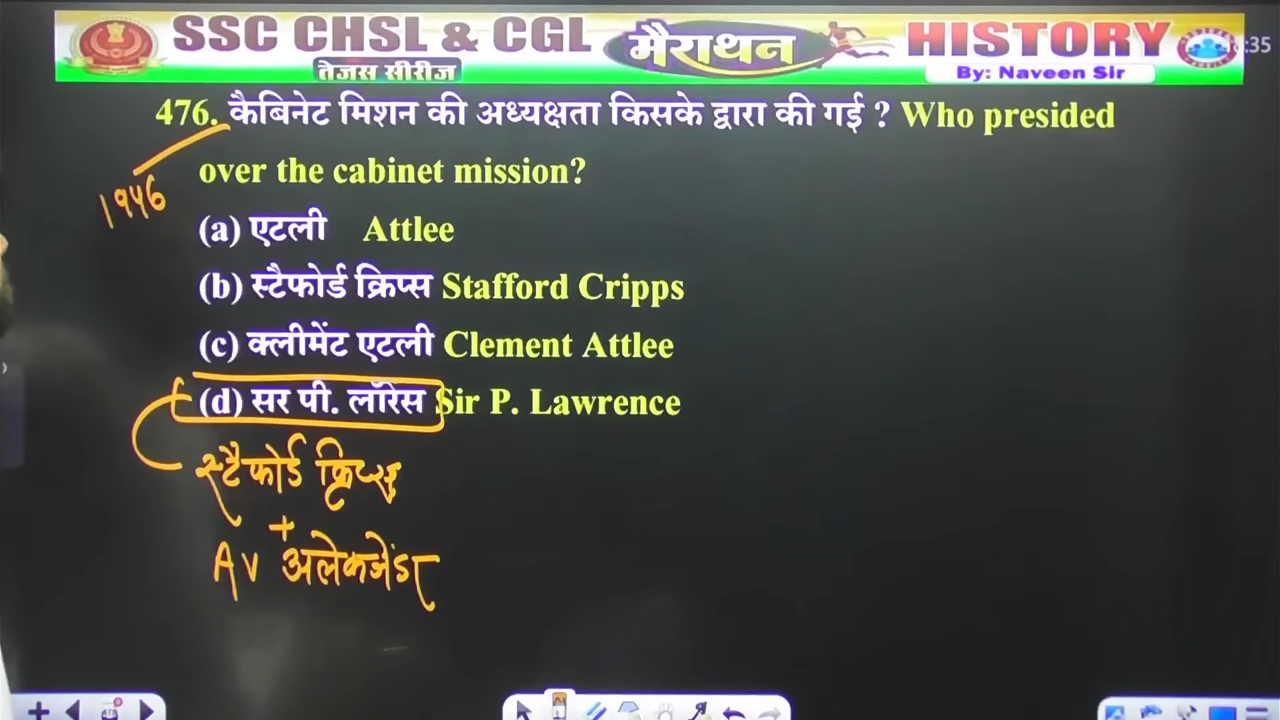 SSC CHSL & CGL मैराथन HISTORY
तेजस सीरीज By: Naveen Sir
476. कैबिनेट मिशन की अध्यक्षता किसके द्वारा की गई ? Who presided
over the cabinet mission?
1946
(a) एटली Attlee
(b) स्टैफोर्ड क्रिप्स Stafford Cripps
(c) क्लीमेंट एटली Clement Attlee
(d) सर पी. लॉरेंस Sir P. Lawrence
स्टैफोर्ड क्रिप्स
+
AV अलेकजेंडर